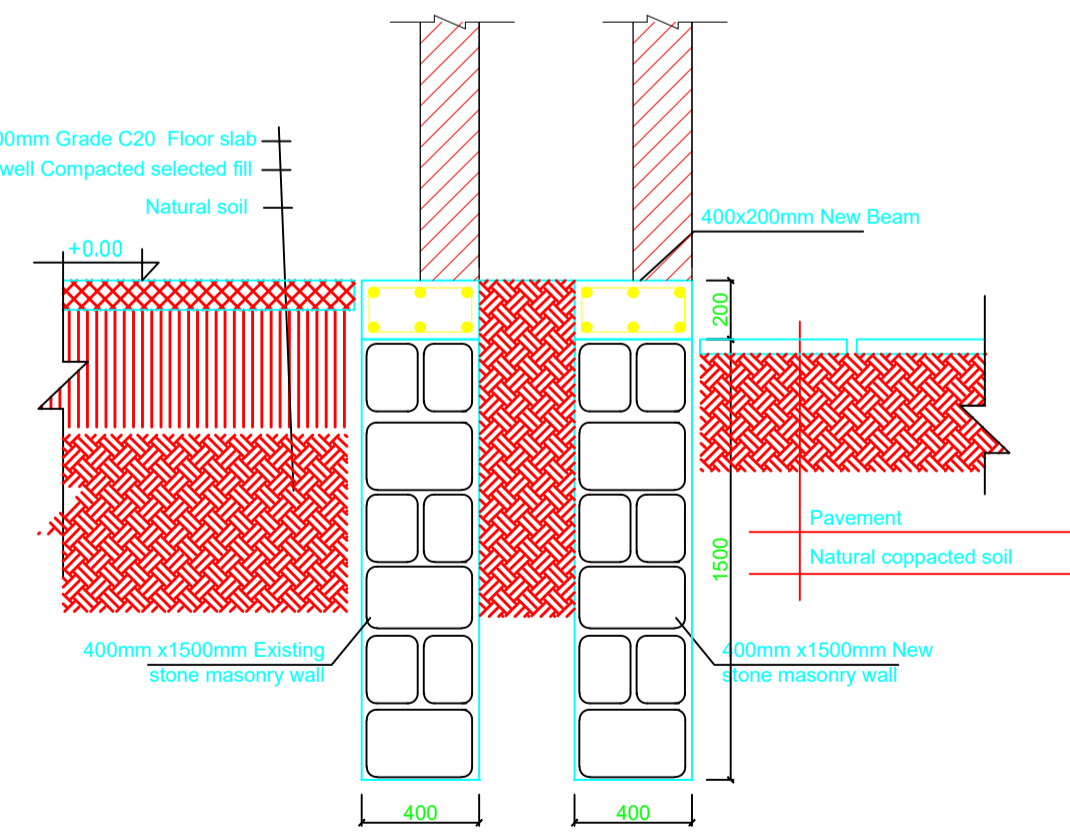 00mm Grade C20 Floor slab
well Compacted selected fill
Natural soil
+0.00
400x200mm New Beam
200
1500
Pavement
Natural coppacted soil
400mm x1500mm Existing
stone masonry wall
400mm x1500mm New
stone masonry wall
400
400